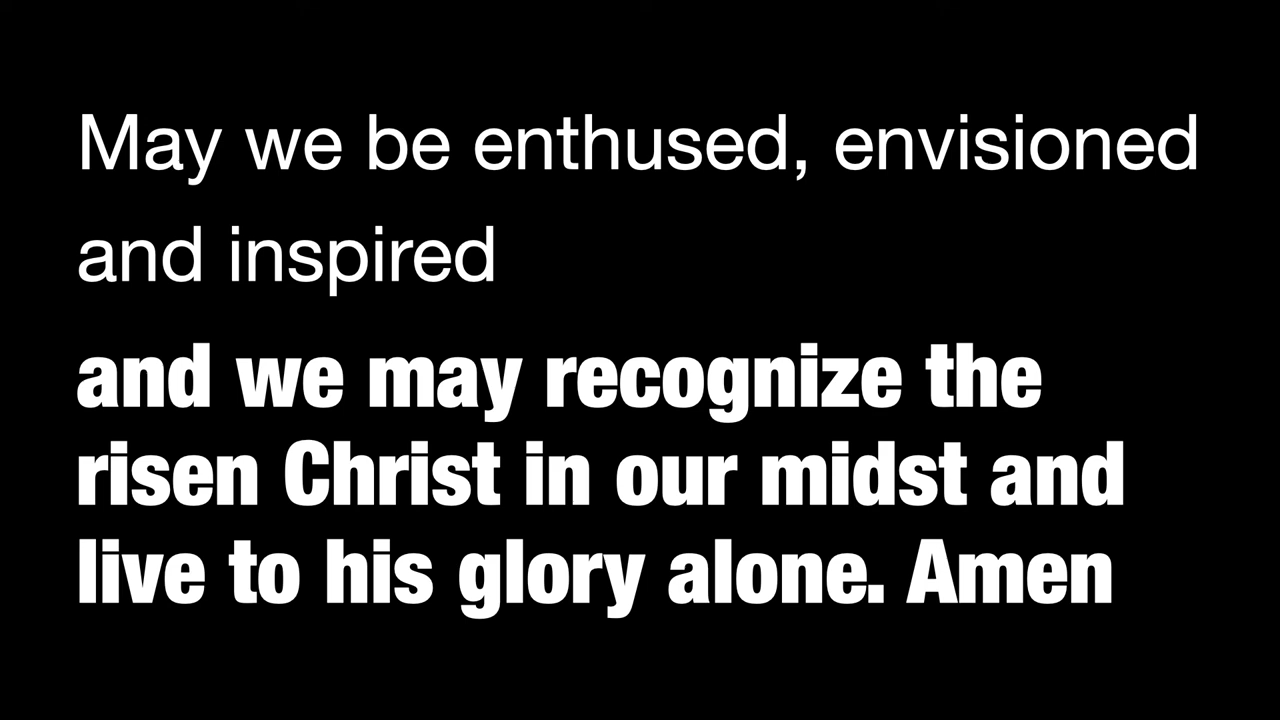 May we be enthused, envisioned
and inspired
and we may recognize the
risen Christ in our midst and
live to his glory alone. Amen